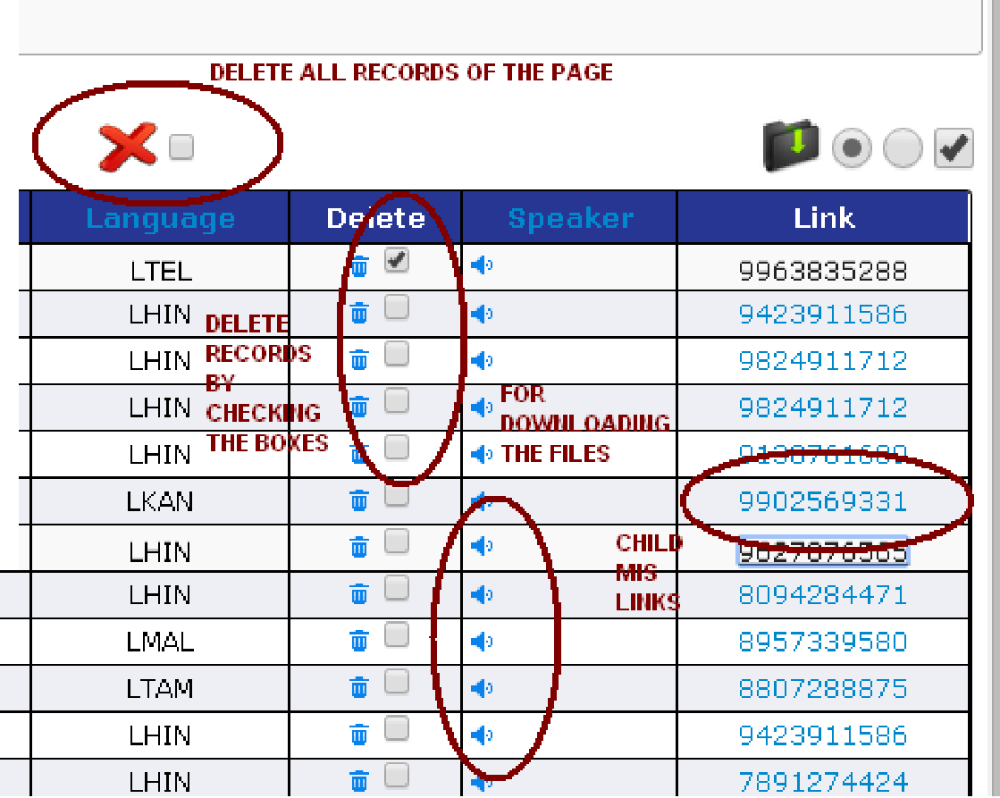 DELETE ALL RECORDS OF THE PAGE
Language Delete Speaker Link
LTEL 9963835288
LHIN 9423911586
LHIN 9824911712
LHIN 9824911712
LHIN
LKAN 9902569331
LHIN
LHIN 8094284471
LMAL 8957339580
LTAM 8807288875
LHIN 9423911586
LHIN 7891274424
DELETE
RECORDS
BY
CHECKING
THE BOXES
FOR
DOWNLOADING
THE FILES
CHILD
MIS
LINKS